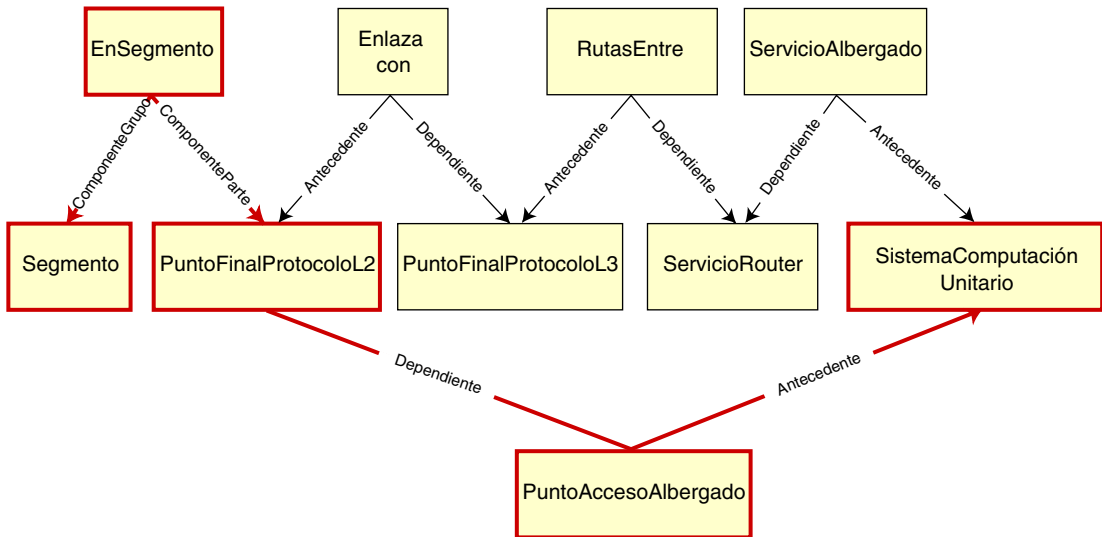 EnSegmento
Enlaza
con
RutasEntre
ServicioAlbergado
ComponenteGrupo
ComponenteParte
Antecedente
Dependiente
Antecedente
Dependiente
Dependiente
Antecedente
Segmento
PuntoFinalProtocoloL2
PuntoFinalProtocoloL3
ServicioRouter
SistemaComputación
Unitario
Dependiente
Antecedente
PuntoAccesoAlbergado